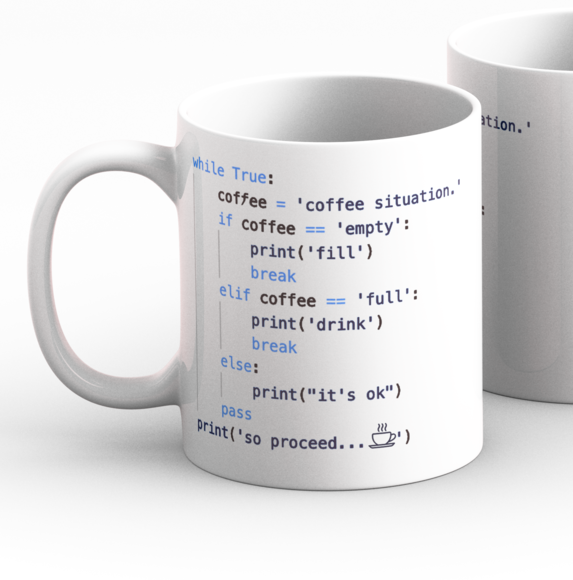 while True:
coffee = 'coffee situation.'
if coffee == 'empty':
print('fill')
break
elif coffee == 'full':
print('drink')
break
else:
print("it's ok")
pass
print('so proceed...☕')
ation.'
: